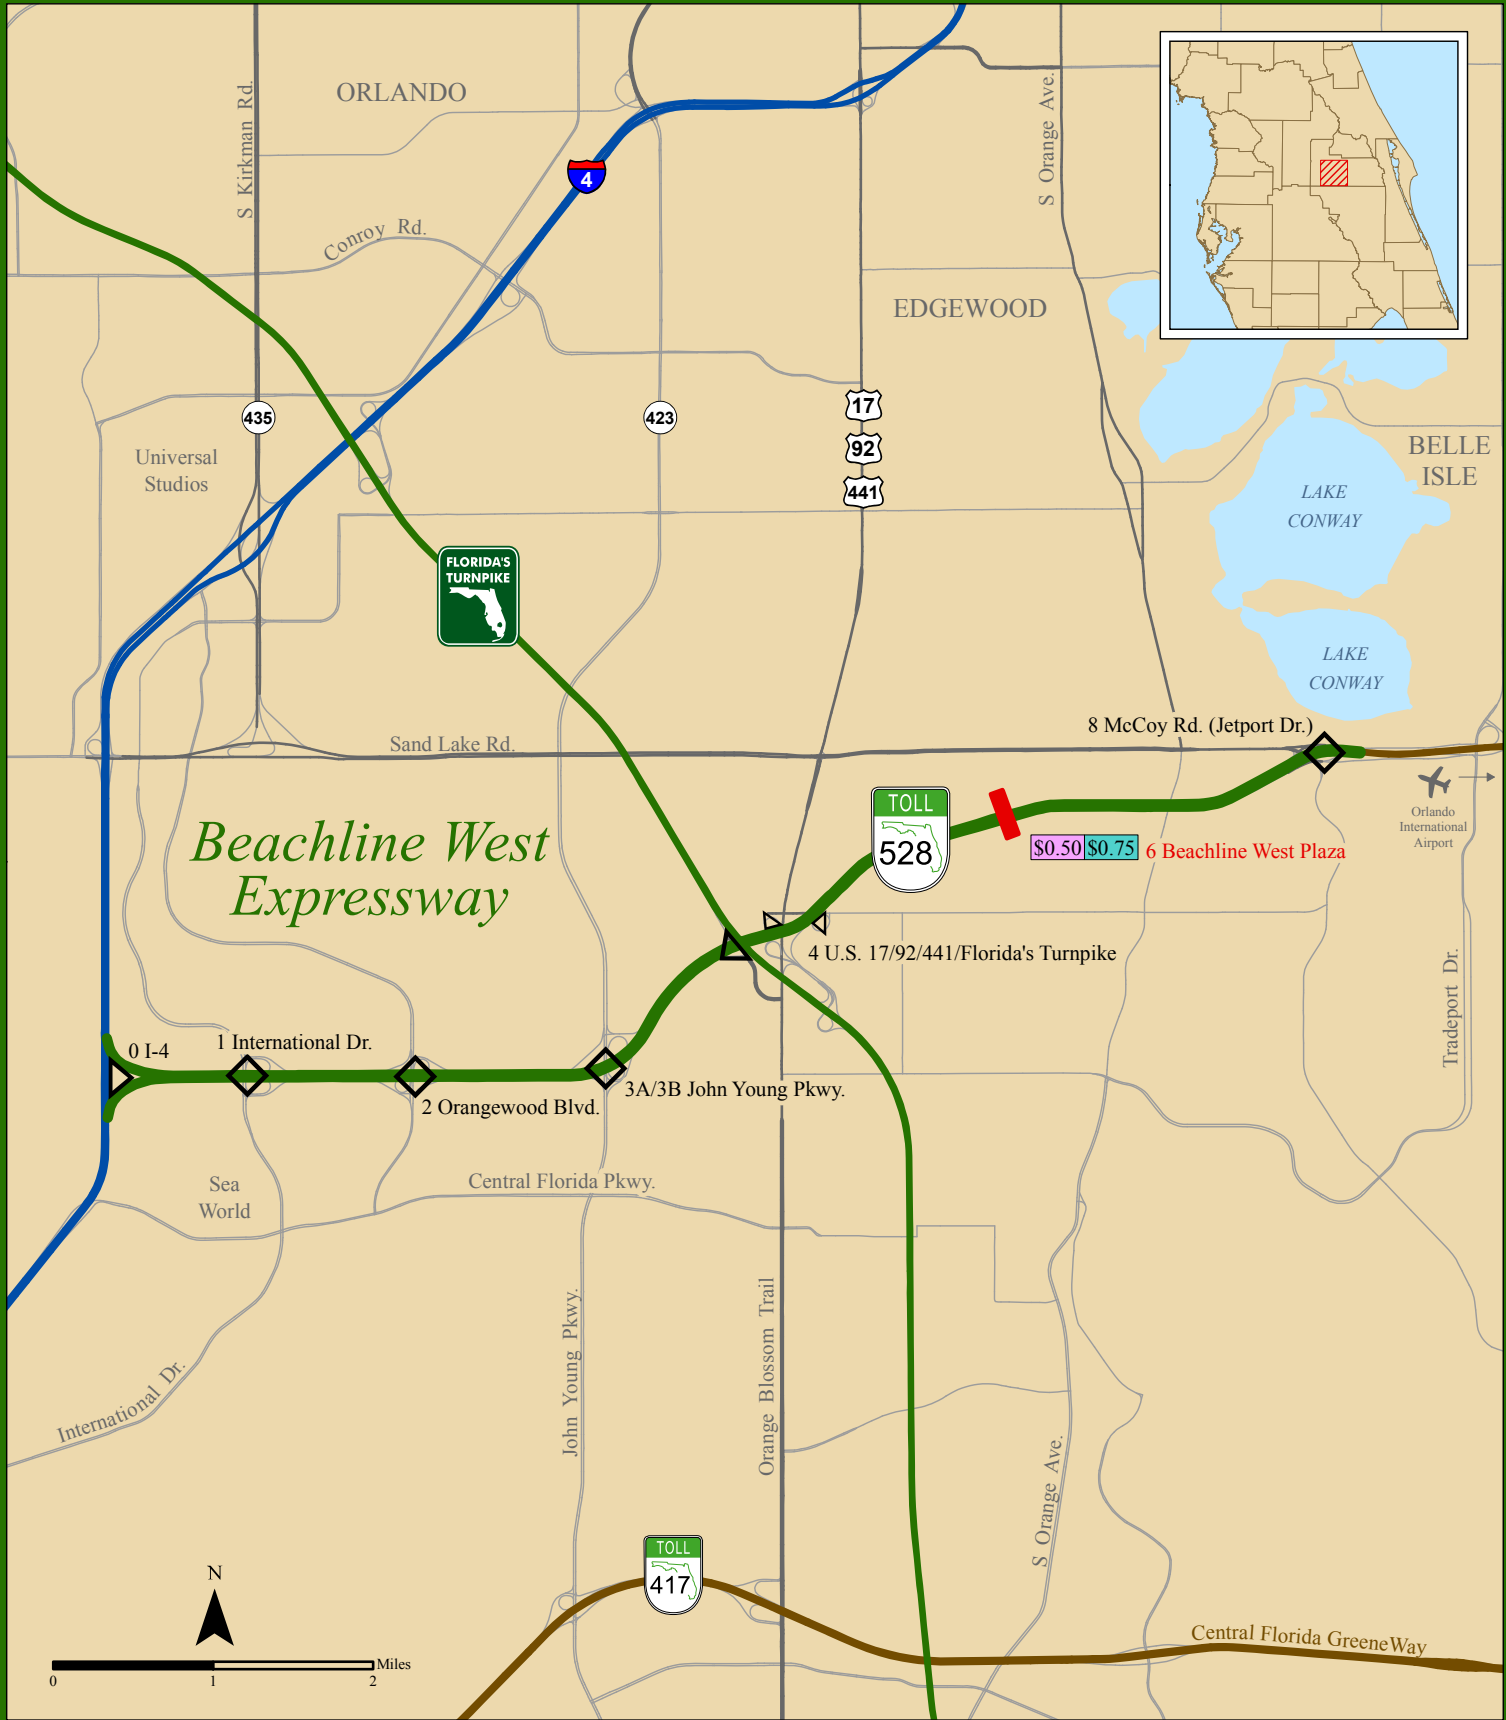 ORLANDO
S Kirkman Rd.
S Orange Ave.
4
Conroy Rd.
EDGEWOOD
17
435
423
92
441
BELLE
ISLE
Universal
Studios
LAKE
CONWAY
FLORIDA'S
TURNPIKE
LAKE
CONWAY
8 McCoy Rd. (Jetport Dr.)
Sand Lake Rd.
TOLL
528
Orlando
International
Airport
Beachline West
Expressway
$0.50 $0.75 6 Beachline West Plaza
4 U.S. 17/92/441/Florida's Turnpike
Tradeport Dr.
0 I-4
1 International Dr.
2 Orangewood Blvd.
3A/3B John Young Pkwy.
Sea
World
Central Florida Pkwy.
International Dr.
John Young Pkwy.
Orange Blossom Trail
S Orange Ave.
TOLL
417
N
Central Florida GreeneWay
Miles
0 1 2